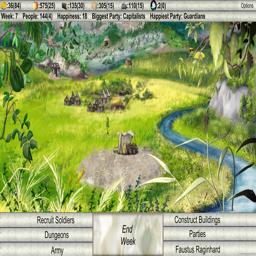 36(84) 575(25) 135(30) 305(15) 110(15) 2(0) Options
Week: 7 People: 144(4) Happiness: 18 Biggest Party: Capitalists Happiest Party: Guardians
Recruit Soldiers
Dungeons
Army
End
Week
Construct Buildings
Parties
Faustus Raginhard